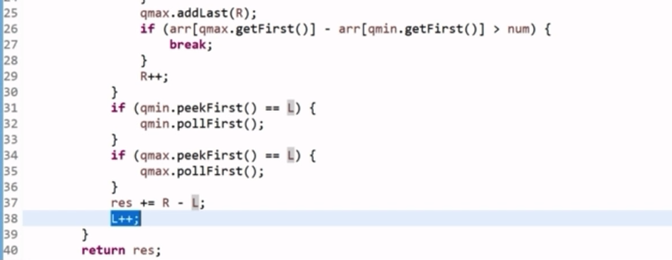 25 qmax.addLast(R);
26 if (arr[qmax.getFirst()] - arr[qmin.getFirst()] > num) {
27 break;
28 }
29 R++;
30 }
31 if (qmin.peekFirst() == L) {
32 qmin.pollFirst();
33 }
34 if (qmax.peekFirst() == L) {
35 qmax.pollFirst();
36 }
37 res += R - L;
38 L++;
39 }
40 return res;